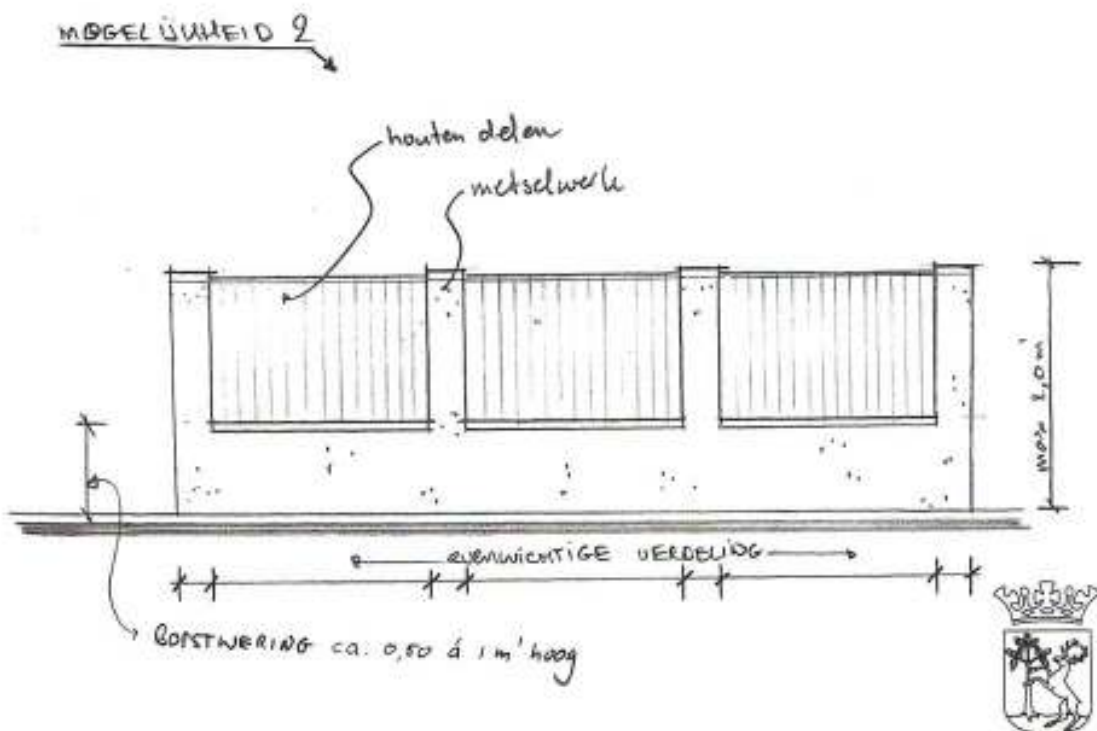 MOGELIJKHEID 2
houten delen
metselwerk
max 2,0 m'
EVENWICHTIGE VERDELING
BORSTWERING ca. 0,50 á 1 m' hoog